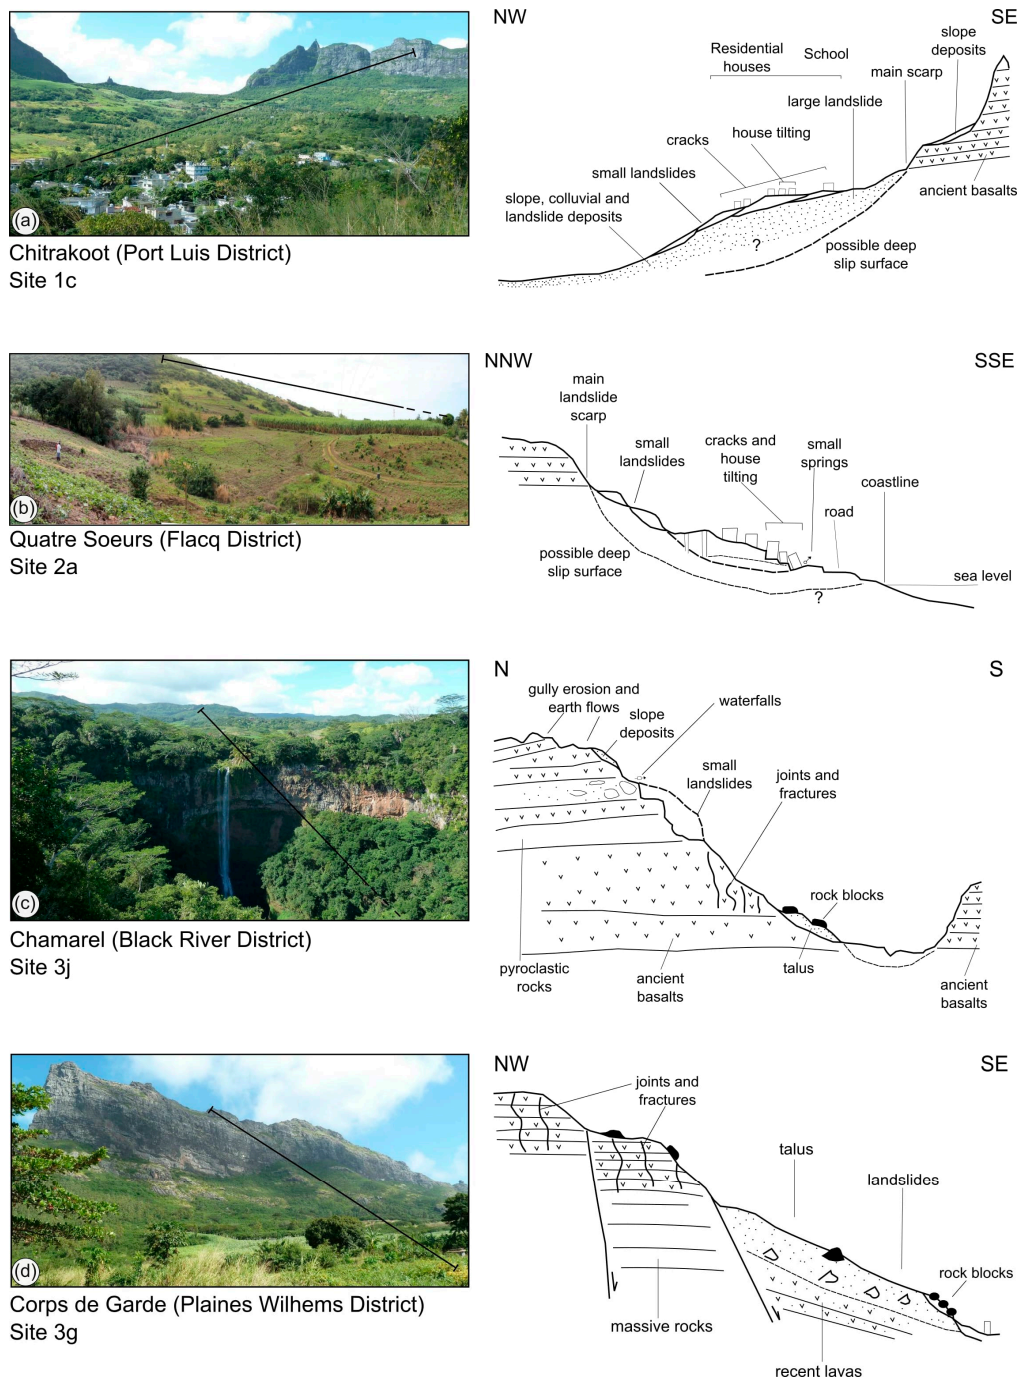 NW
SE
Residential
houses
School
slope
deposits
main scarp
large landslide
house tilting
cracks
small landslides
slope, colluvial and
landslide deposits
ancient basalts
?
possible deep
slip surface
(a)
Chitrakoot (Port Luis District)
Site 1c
NNW
SSE
main
landslide
scarp
small
landslides
cracks and
house
tilting
small
springs
coastline
road
possible deep
slip surface
sea level
?
(b)
Quatre Soeurs (Flacq District)
Site 2a
N
S
gully erosion and
earth flows
slope
deposits
waterfalls
small
landslides
joints and
fractures
rock blocks
pyroclastic
rocks
ancient
basalts
talus
ancient
basalts
(c)
Chamarel (Black River District)
Site 3j
NW
SE
joints and
fractures
talus
landslides
rock blocks
massive rocks
recent lavas
(d)
Corps de Garde (Plaines Wilhems District)
Site 3g